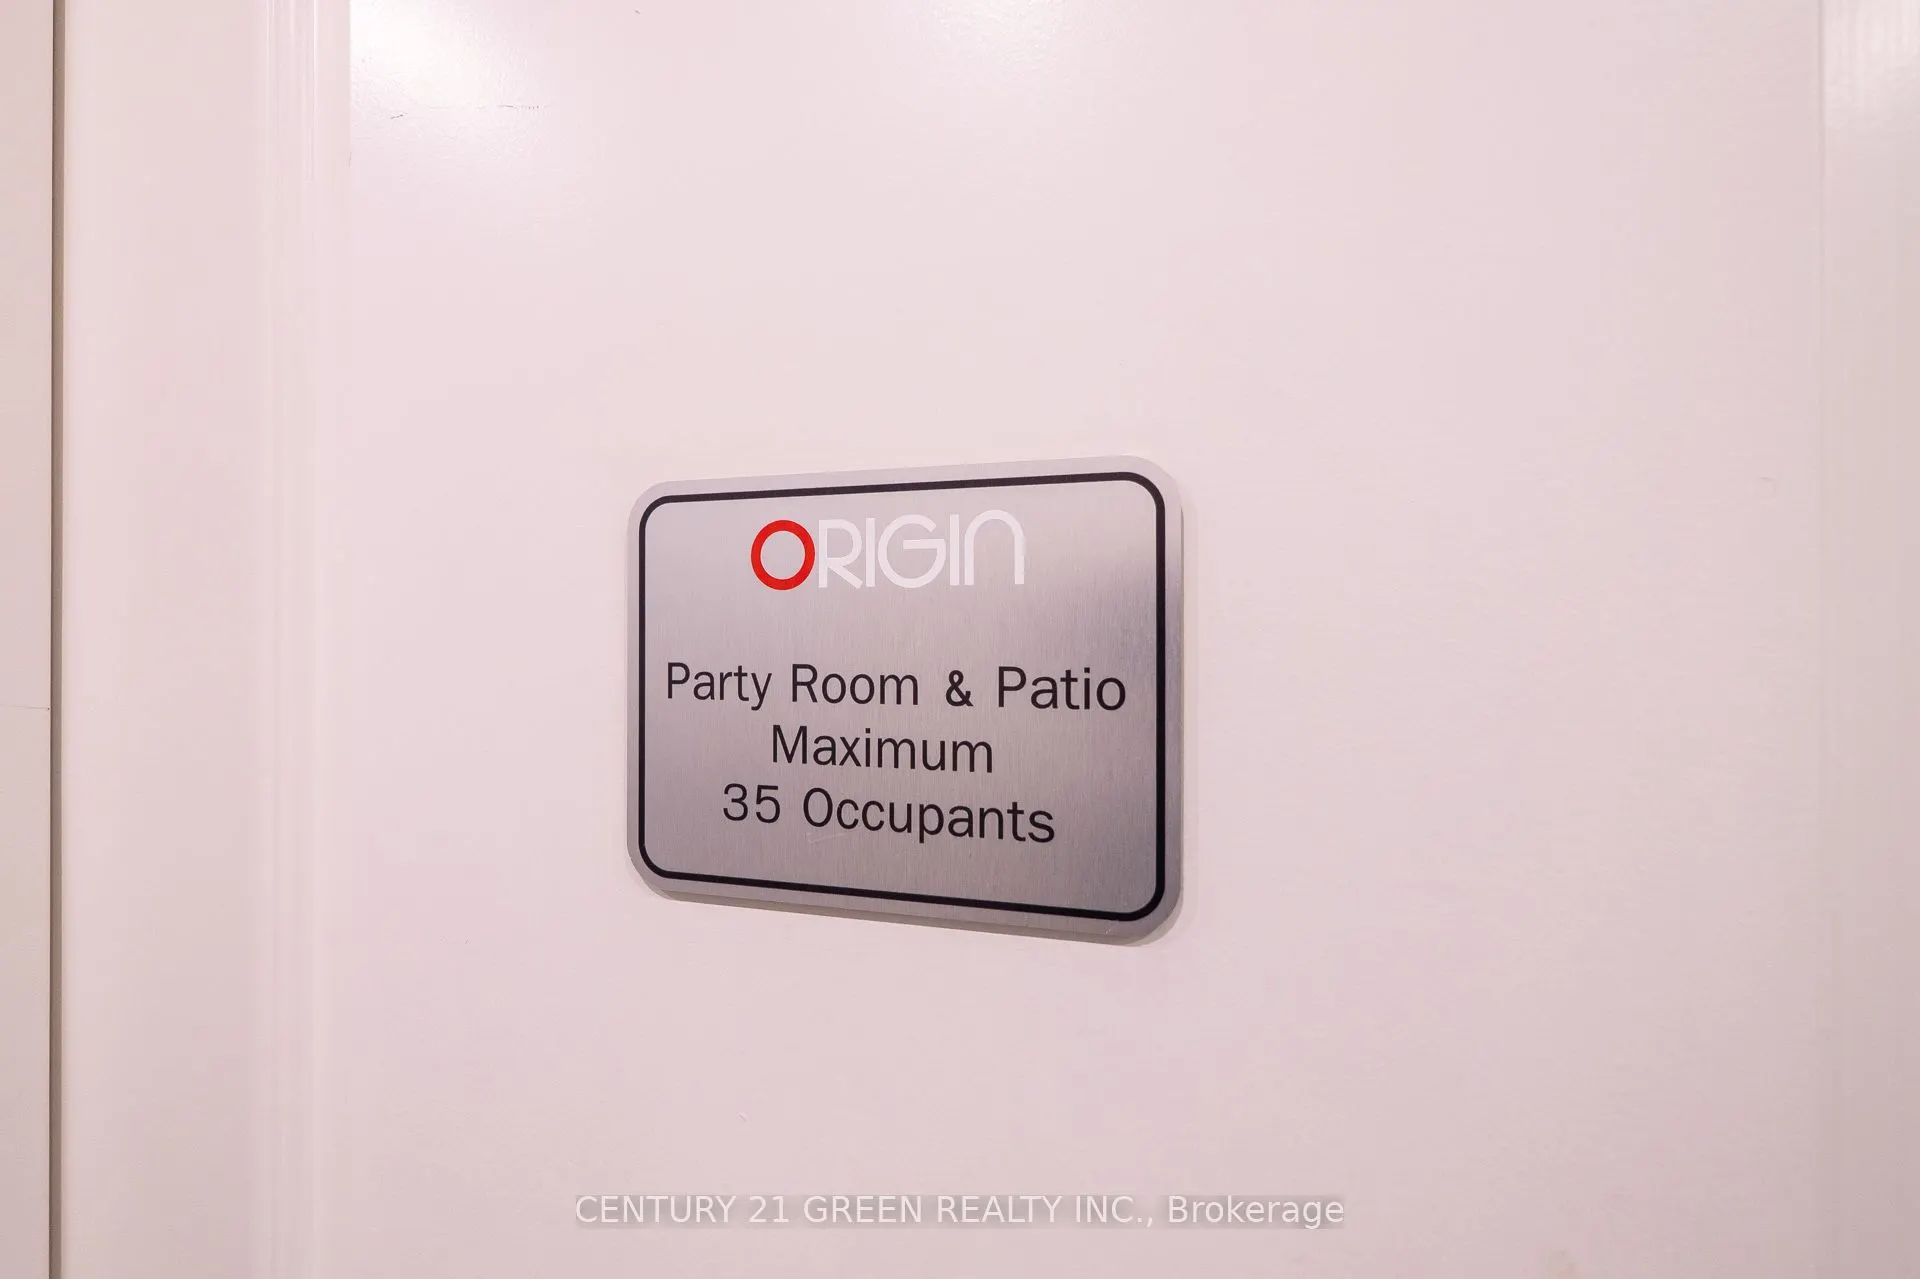 ORIGIN
Party Room & Patio
Maximum
35 Occupants
CENTURY 21 GREEN REALTY INC., Brokerage